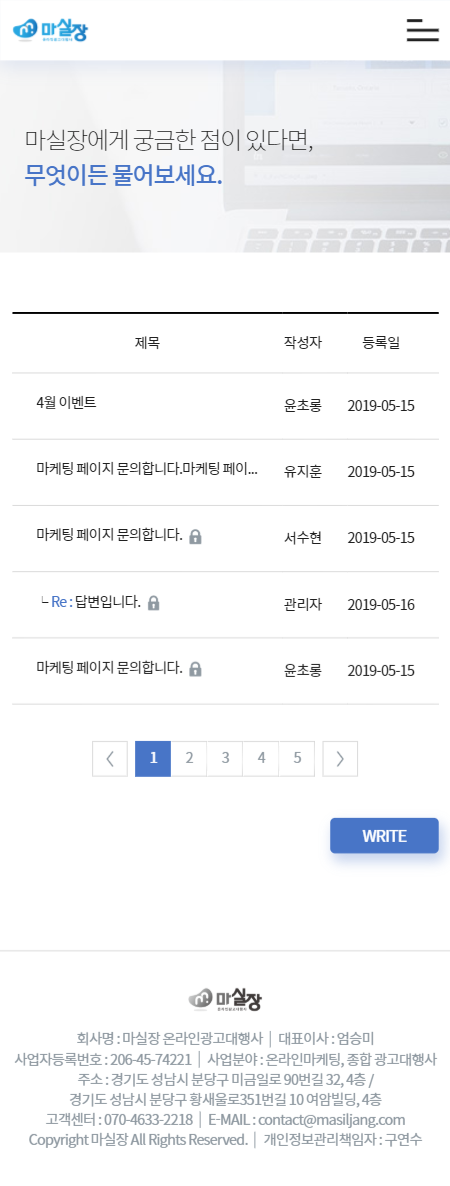 마실장
온라인광고대행사
마실장에게 궁금한 점이 있다면,
무엇이든 물어보세요.
제목 작성자 등록일
4월 이벤트 윤초롱 2019-05-15
마케팅 페이지 문의합니다.마케팅 페이... 유지훈 2019-05-15
마케팅 페이지 문의합니다. 서수현 2019-05-15
└ Re : 답변입니다. 관리자 2019-05-16
마케팅 페이지 문의합니다. 윤초롱 2019-05-15
〈 1 2 3 4 5 〉
WRITE
마실장
온라인광고대행사
회사명 : 마실장 온라인광고대행사 | 대표이사 : 엄승미
사업자등록번호 : 206-45-74221 | 사업분야 : 온라인마케팅, 종합 광고대행사
주소 : 경기도 성남시 분당구 미금일로 90번길 32, 4층 /
경기도 성남시 분당구 황새울로351번길 10 여암빌딩, 4층
고객센터 : 070-4633-2218 | E-MAIL : contact@masiljang.com
Copyright 마실장 All Rights Reserved. | 개인정보관리책임자 : 구연수